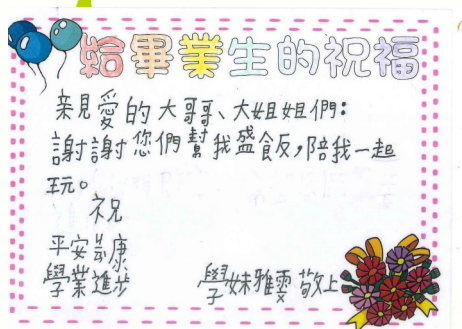 給畢業生的祝福
親愛的大哥哥、大姐姐們:
謝謝您們幫我盛飯,陪我一起
玩。
祝
平安健康
學業進步
學妹雅雯敬上